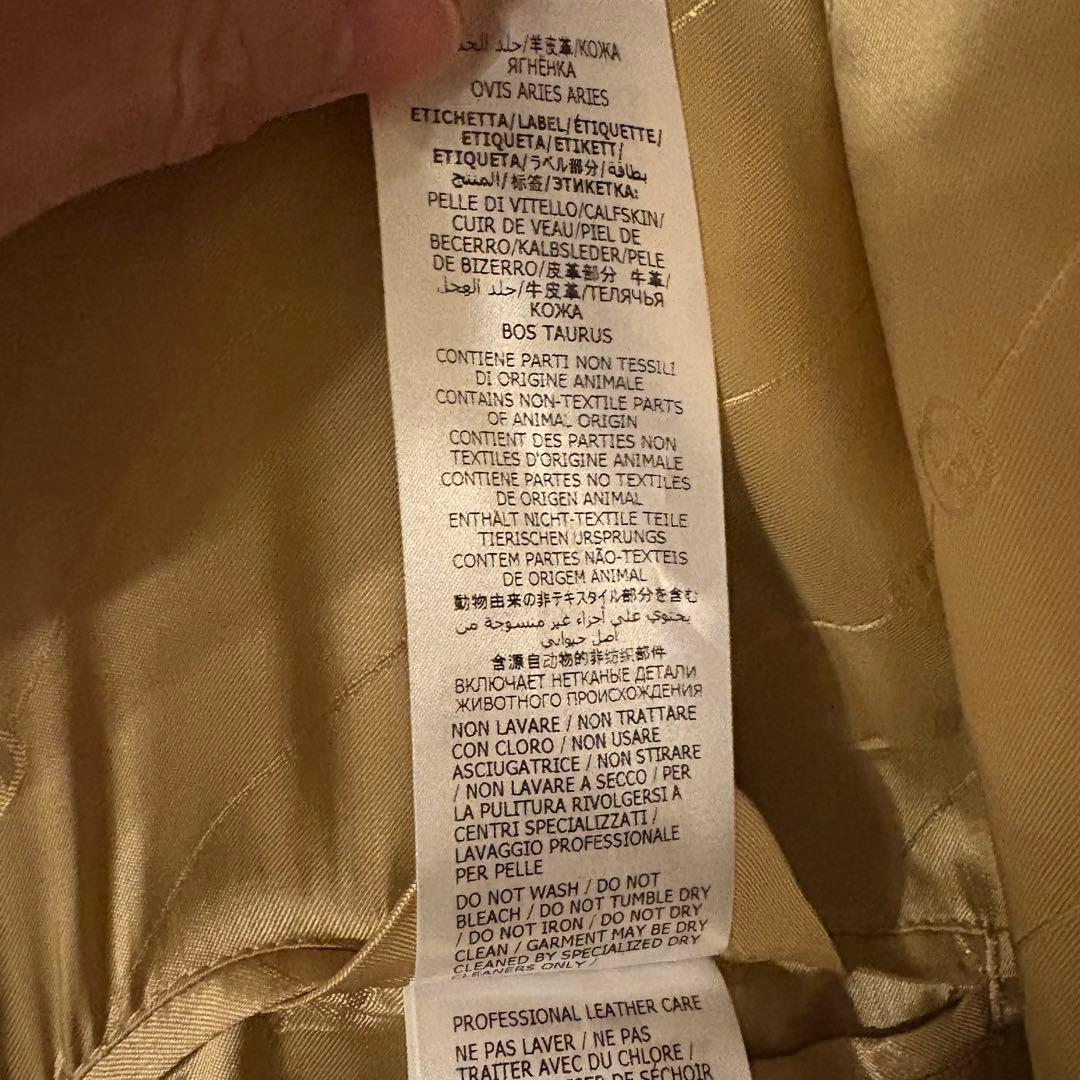 羊皮革/КОЖА
ЯГНЁНКА
OVIS ARIES ARIES
ETICHETTA/LABEL/ÉTIQUETTE/
ETIQUETA/ETIKETT/
ETIQUETA/ラベル部分/بطاقة
المنتج/标签/ЭТИКЕТКА:
PELLE DI VITELLO/CALFSKIN/
CUIR DE VEAU/PIEL DE
BECERRO/KALBSLEDER/PELE
DE BIZERRO/皮革部分 牛革/
جلد العجل/牛皮革/ТЕЛЯЧЬЯ
КОЖА
BOS TAURUS
CONTIENE PARTI NON TESSILI
DI ORIGINE ANIMALE
CONTAINS NON-TEXTILE PARTS
OF ANIMAL ORIGIN
CONTIENT DES PARTIES NON
TEXTILES D'ORIGINE ANIMALE
CONTIENE PARTES NO TEXTILES
DE ORIGEN ANIMAL
ENTHÄLT NICHT-TEXTILE TEILE
TIERISCHEN URSPRUNGS
CONTEM PARTES NÃO-TEXTEIS
DE ORIGEM ANIMAL
動物由来の非テキスタイル部分を含む
يحتوي على أجزاء غير منسوجة من
أصل حيواني
含源自动物的非纺织部件
ВКЛЮЧАЕТ НЕТКАНЫЕ ДЕТАЛИ
ЖИВОТНОГО ПРОИСХОЖДЕНИЯ
NON LAVARE / NON TRATTARE
CON CLORO / NON USARE
ASCIUGATRICE / NON STIRARE
/ NON LAVARE A SECCO / PER
LA PULITURA RIVOLGERSI A
CENTRI SPECIALIZZATI /
LAVAGGIO PROFESSIONALE
PER PELLE
DO NOT WASH / DO NOT
BLEACH / DO NOT TUMBLE DRY
/ DO NOT IRON / DO NOT DRY
CLEAN / GARMENT MAY BE DRY
CLEANED BY SPECIALIZED DRY
CLEANERS ONLY /
PROFESSIONAL LEATHER CARE
NE PAS LAVER / NE PAS
TRAITER AVEC DU CHLORE /
DE SÉCHOIR